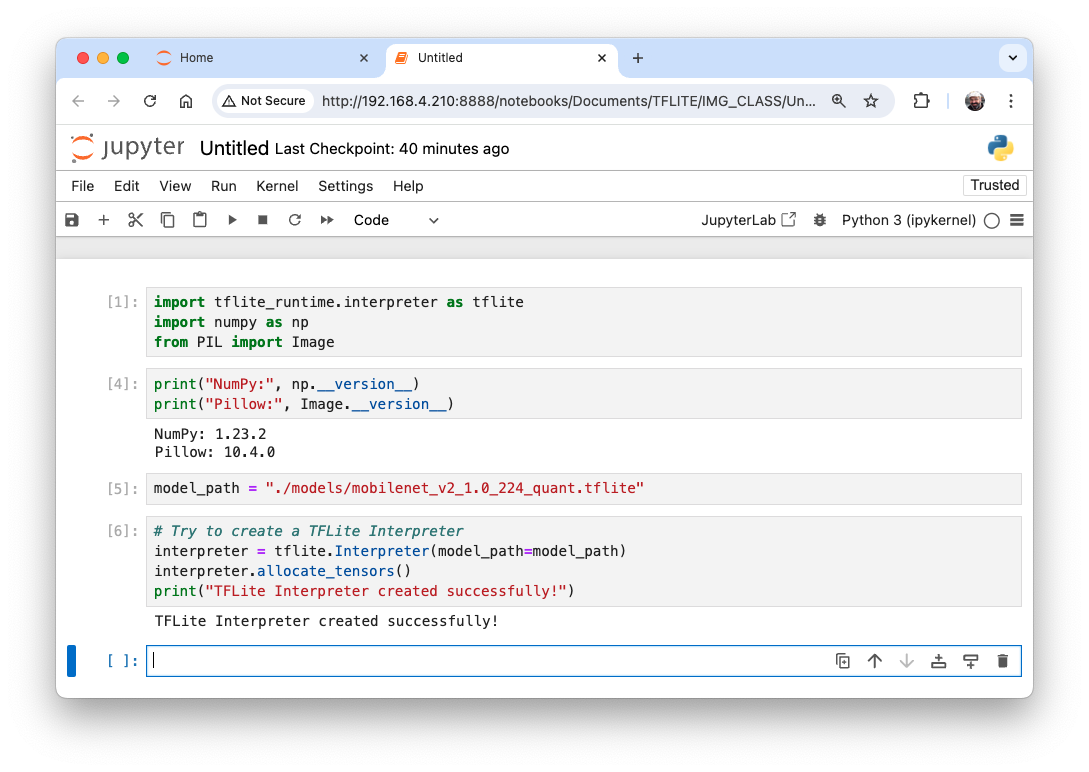 Home
Untitled
Not Secure http://192.168.4.210:8888/notebooks/Documents/TFLITE/IMG_CLASS/Un...
jupyter Untitled Last Checkpoint: 40 minutes ago
File Edit View Run Kernel Settings Help Trusted
Code JupyterLab Python 3 (ipykernel)
[1]: import tflite_runtime.interpreter as tflite
import numpy as np
from PIL import Image
[4]: print("NumPy:", np.__version__)
print("Pillow:", Image.__version__)
NumPy: 1.23.2
Pillow: 10.4.0
[5]: model_path = "./models/mobilenet_v2_1.0_224_quant.tflite"
[6]: # Try to create a TFLite Interpreter
interpreter = tflite.Interpreter(model_path=model_path)
interpreter.allocate_tensors()
print("TFLite Interpreter created successfully!")
TFLite Interpreter created successfully!
[ ]: